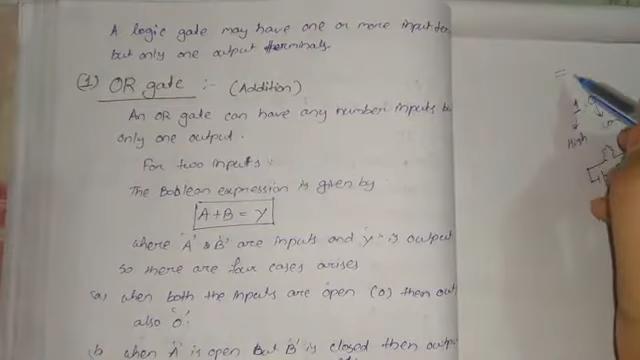 A logic gate may have one or more input
but only one output terminals.
(1) OR gate :- (Addition)
An OR gate can have any number inputs
only one output.
For two inputs :
The Boolean expression is given by
A+B = Y
where 'A' & 'B' are inputs and 'Y' is output
So there are four cases arises
(a) when both the inputs are open (0) then out
also '0'.
(b when 'A' is open but 'B' is closed then output
=
1
0
High